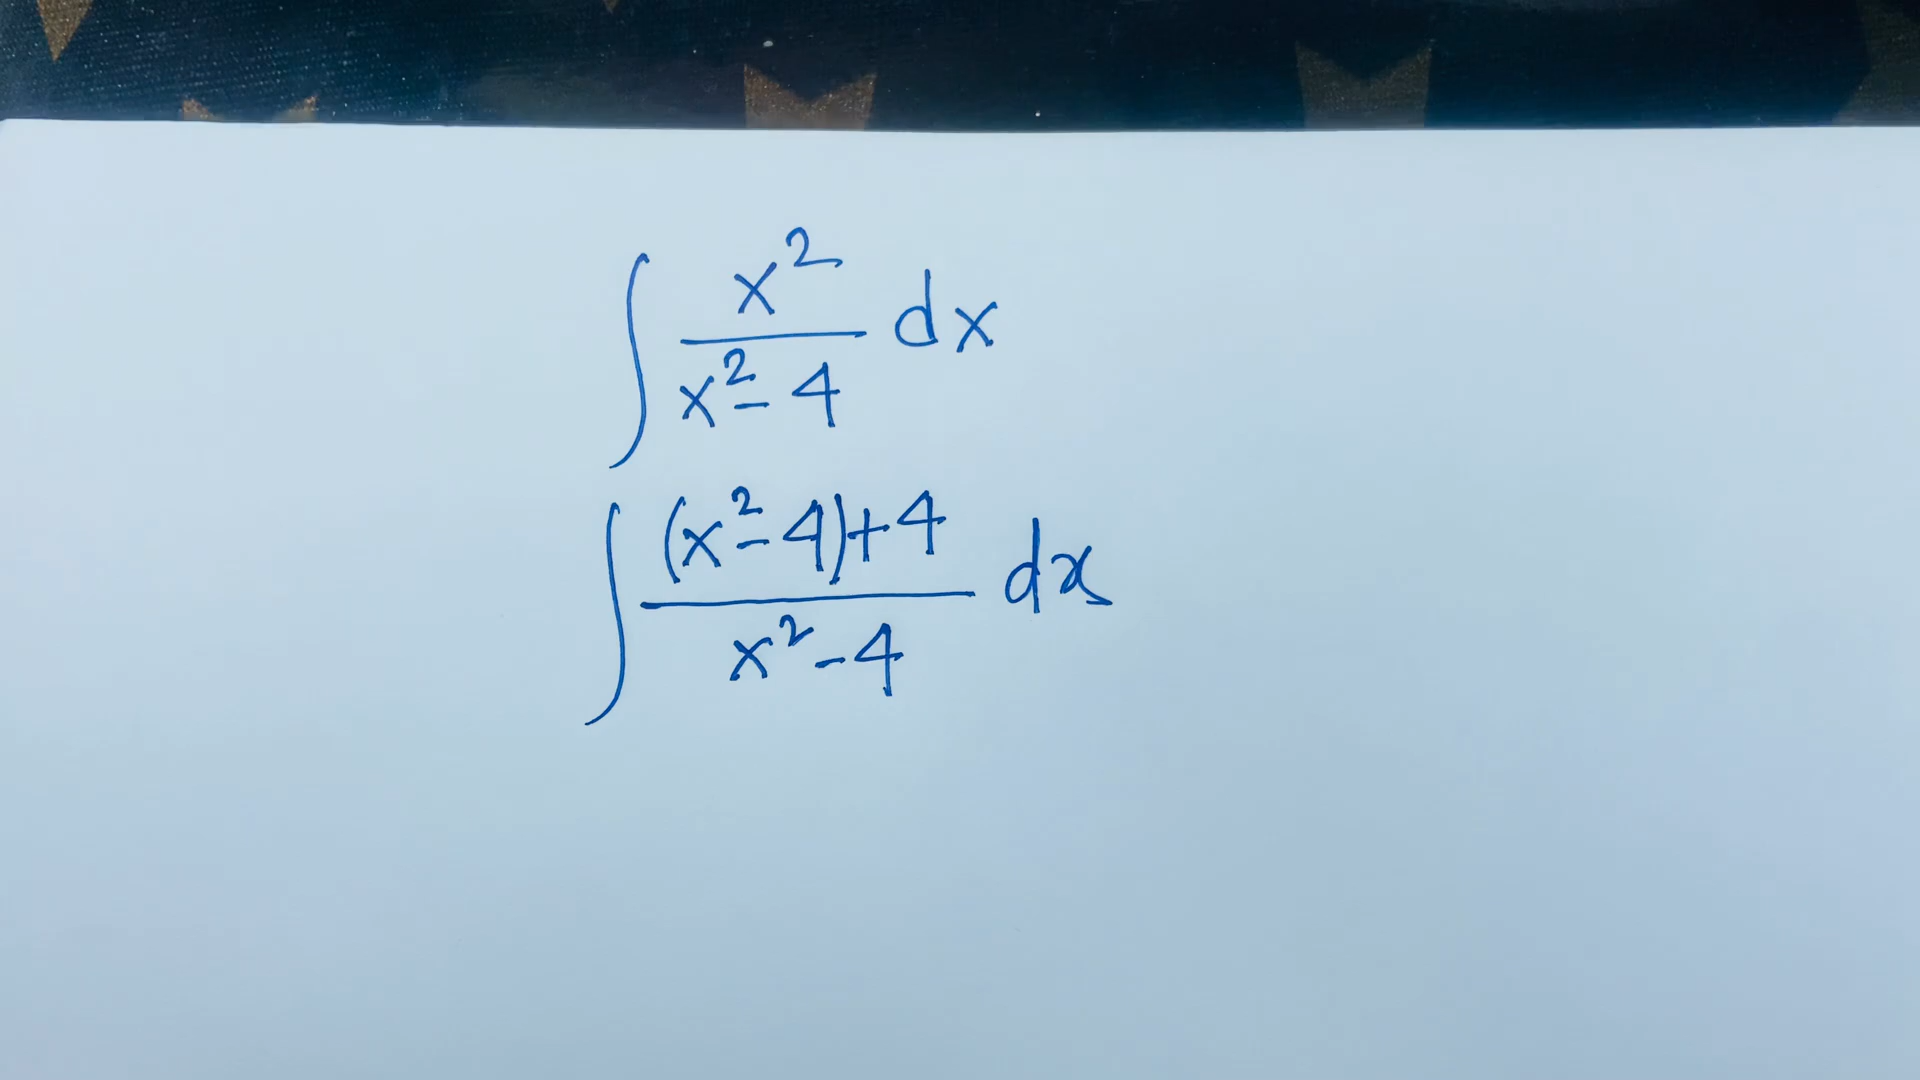 ∫ x²/(x²-4) dx
∫ ((x²-4)+4)/(x²-4) dx